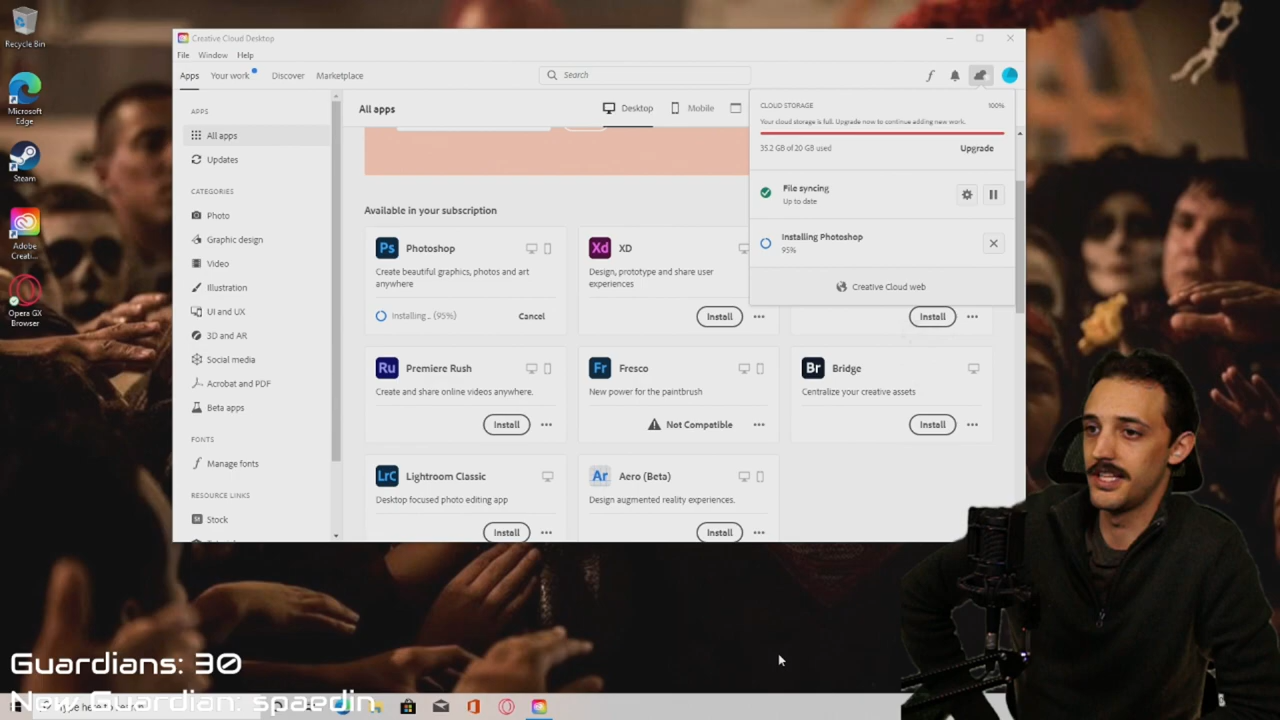 Recycle Bin
Microsoft
Edge
Steam
Adobe
Creati...
Opera GX
Browser
Creative Cloud Desktop
File Window Help
Apps Your work Discover Marketplace
Search
APPS
All apps
Updates
CATEGORIES
Photo
Graphic design
Video
Illustration
UI and UX
3D and AR
Social media
Acrobat and PDF
Beta apps
FONTS
Manage fonts
RESOURCE LINKS
St Stock
All apps
Desktop Mobile
Available in your subscription
Ps Photoshop
Create beautiful graphics, photos and art
anywhere
Installing... (95%) Cancel
Xd XD
Design, prototype and share user
experiences
Install
Install
Ru Premiere Rush
Create and share online videos anywhere.
Install
Fr Fresco
New power for the paintbrush
Not Compatible
Br Bridge
Centralize your creative assets
Install
LrC Lightroom Classic
Desktop focused photo editing app
Install
Ar Aero (Beta)
Design augmented reality experiences.
Install
CLOUD STORAGE 100%
Your cloud storage is full. Upgrade now to continue adding new work.
35.2 GB of 20 GB used Upgrade
File syncing
Up to date
Installing Photoshop
95%
Creative Cloud web
Guardians: 30
New Guardian: spaedin
Type here to search